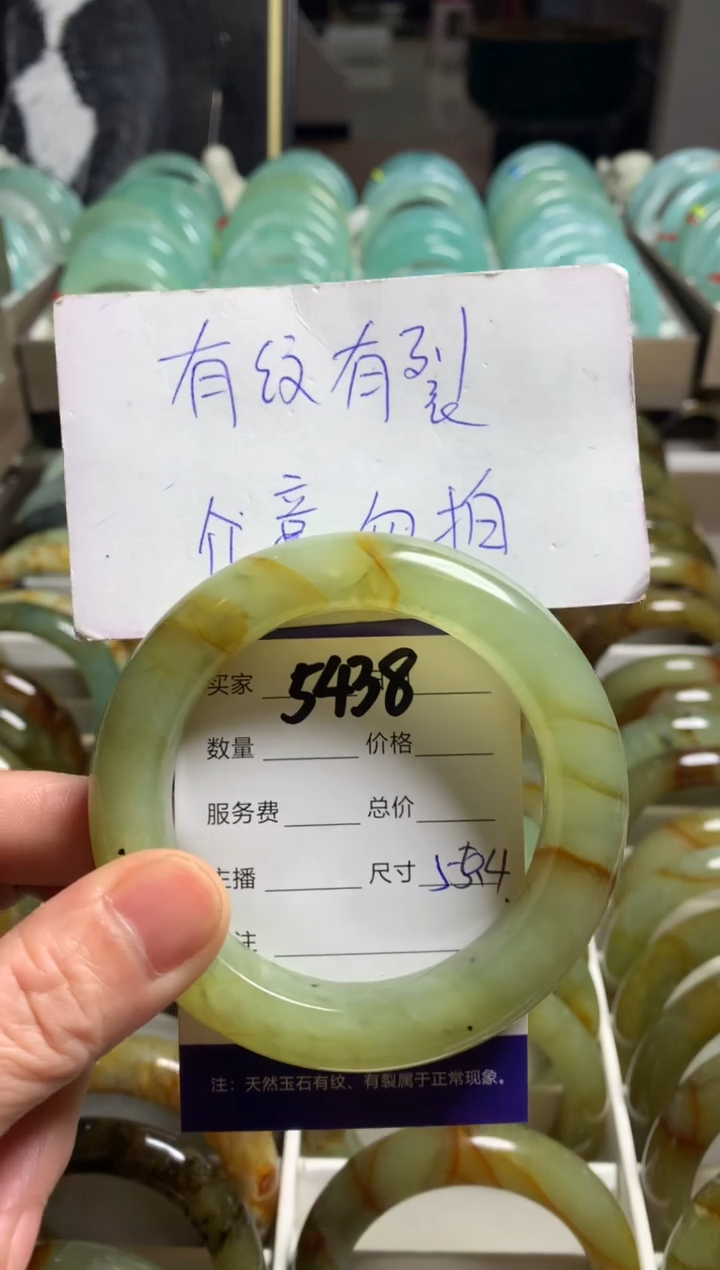 有纹有裂
介意勿拍
买家 5438
数量 价格
服务费 总价
主播 尺寸
注
注：天然玉石有纹、有裂属于正常现象。